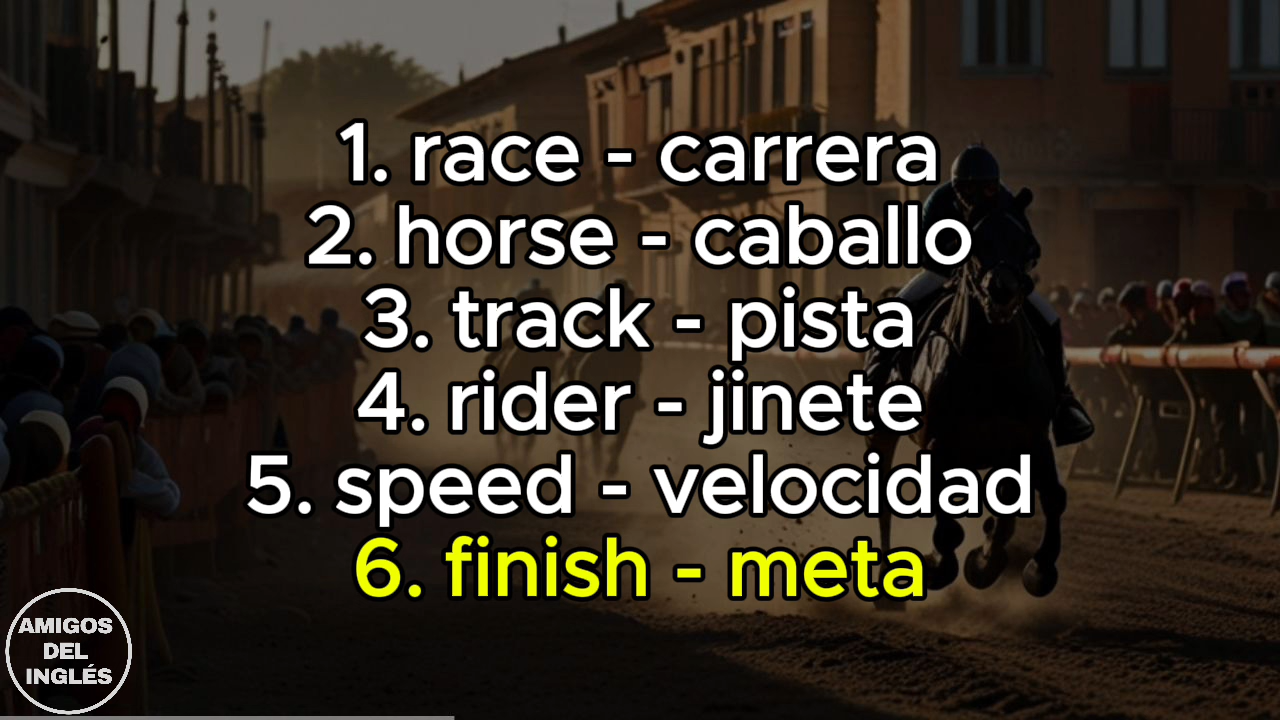 1. race - carrera
2. horse - caballo
3. track - pista
4. rider - jinete
5. speed - velocidad
6. finish - meta
AMIGOS
DEL
INGLÉS